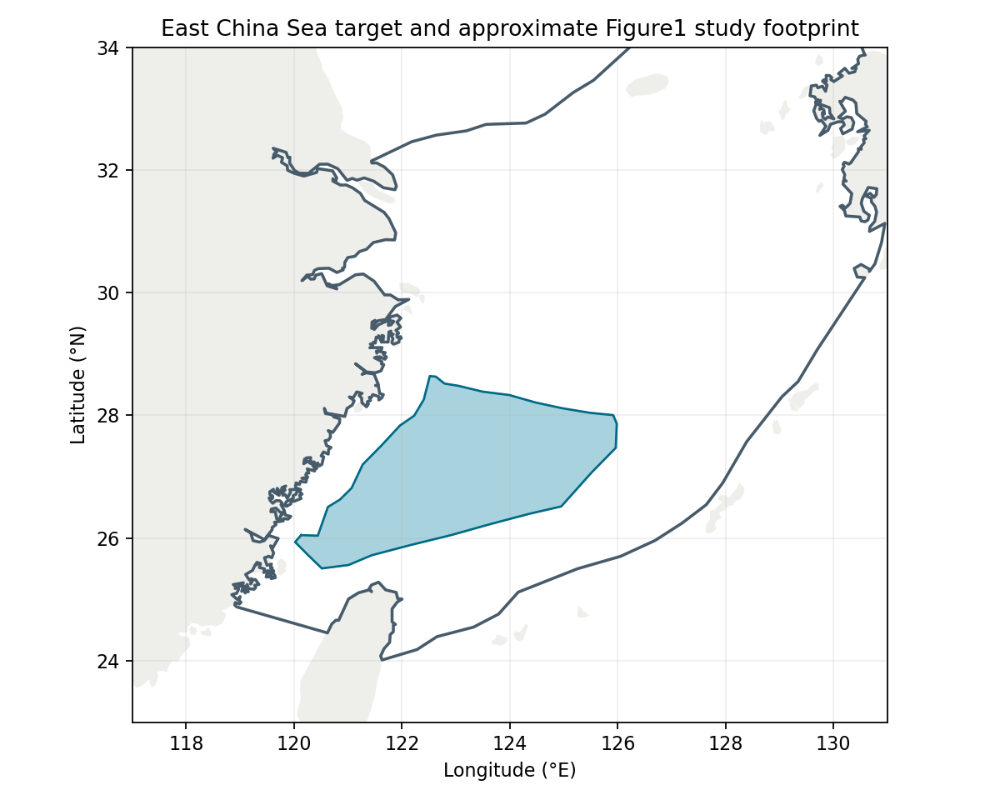 East China Sea target and approximate Figure1 study footprint
34
32
30
28
26
24
Latitude (°N)
118 120 122 124 126 128 130
Longitude (°E)